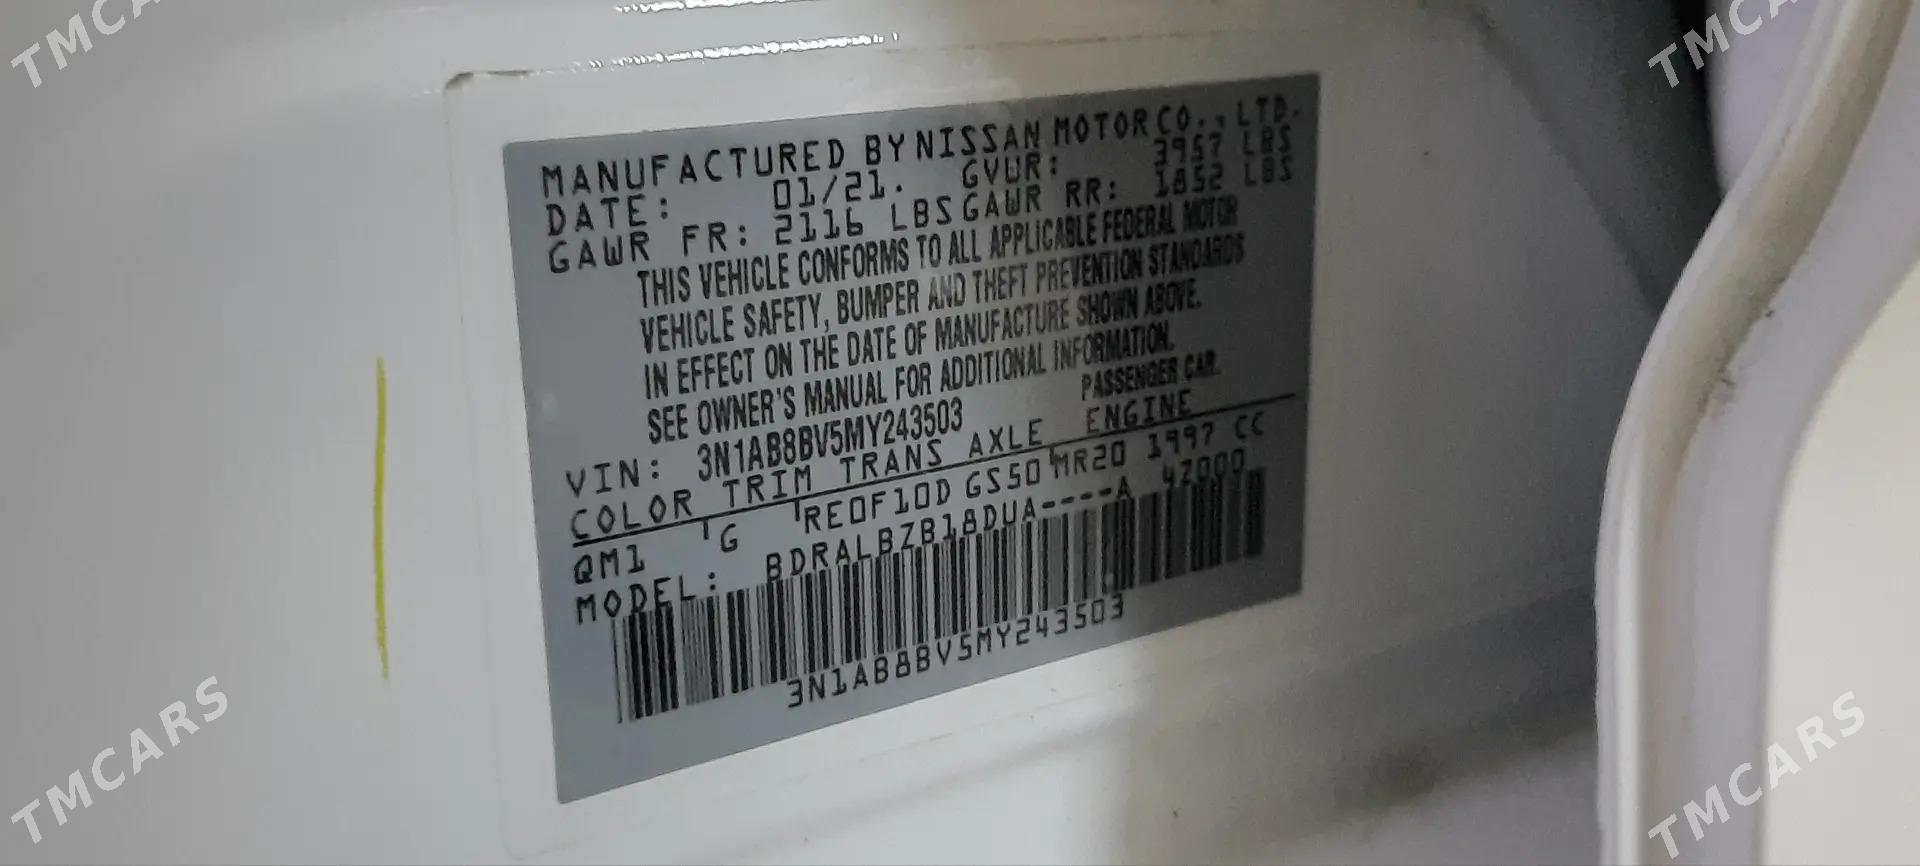 MANUFACTURED BY NISSAN MOTOR CO., LTD.
DATE: 01/21. GVWR: 3957 LBS
GAWR FR: 2116 LBS GAWR RR: 1852 LBS
THIS VEHICLE CONFORMS TO ALL APPLICABLE FEDERAL MOTOR
VEHICLE SAFETY, BUMPER AND THEFT PREVENTION STANDARDS
IN EFFECT ON THE DATE OF MANUFACTURE SHOWN ABOVE.
SEE OWNER'S MANUAL FOR ADDITIONAL INFORMATION.
VIN: 3N1AB8BV5MY243503 PASSENGER CAR.
COLOR TRIM TRANS AXLE ENGINE
QM1 G RE0F10D GS50 MR20 1997 CC
MODEL: BDRALBZB18DUA----A 4Z000
3N1AB8BV5MY243503
TMCARS
TMCARS
TMCARS
TMCARS